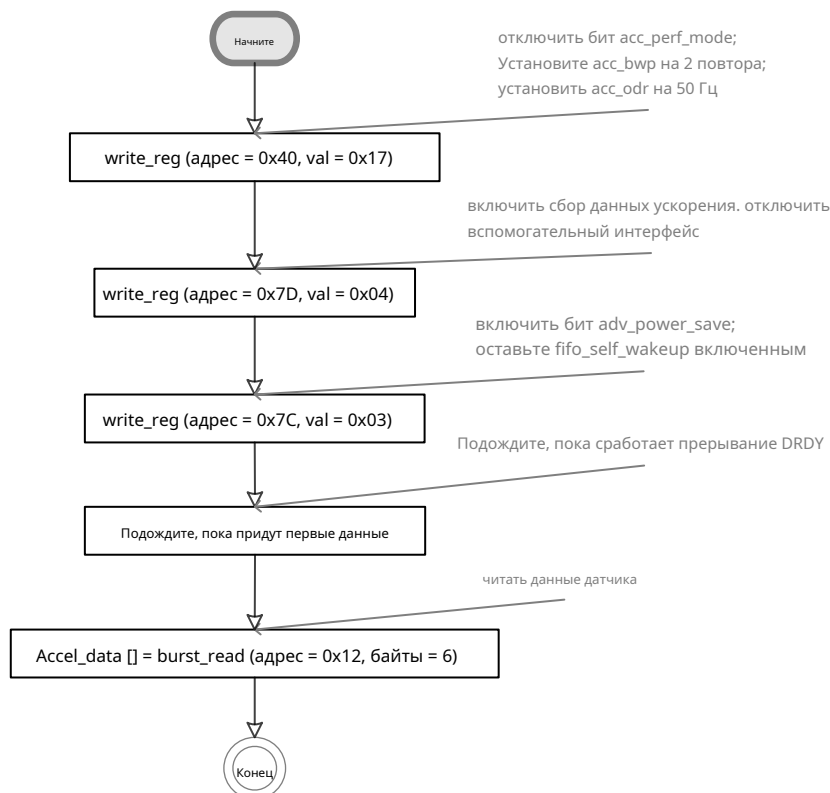 Начните
отключить бит acc_perf_mode;
Установите acc_bwp на 2 повтора;
установить acc_odr на 50 Гц
write_reg (адрес = 0x40, val = 0x17)
включить сбор данных ускорения. отключить
вспомогательный интерфейс
write_reg (адрес = 0x7D, val = 0x04)
включить бит adv_power_save;
оставьте fifo_self_wakeup включенным
write_reg (адрес = 0x7C, val = 0x03)
Подождите, пока сработает прерывание DRDY
Подождите, пока придут первые данные
читать данные датчика
Accel_data [] = burst_read (адрес = 0x12, байты = 6)
Конец